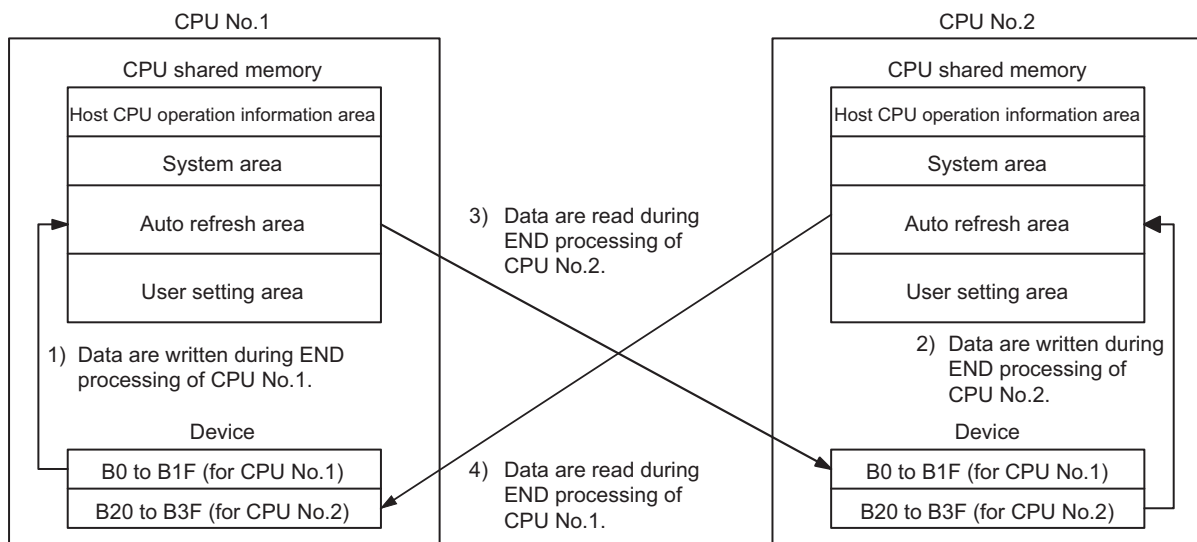 CPU No.1
CPU shared memory
Host CPU operation information area
System area
Auto refresh area
User setting area
1) Data are written during END
processing of CPU No.1.
Device
B0 to B1F (for CPU No.1)
B20 to B3F (for CPU No.2)
3) Data are read during
END processing of
CPU No.2.
4) Data are read during
END processing of
CPU No.1.
CPU No.2
CPU shared memory
Host CPU operation information area
System area
Auto refresh area
User setting area
2) Data are written during
END processing of
CPU No.2.
Device
B0 to B1F (for CPU No.1)
B20 to B3F (for CPU No.2)